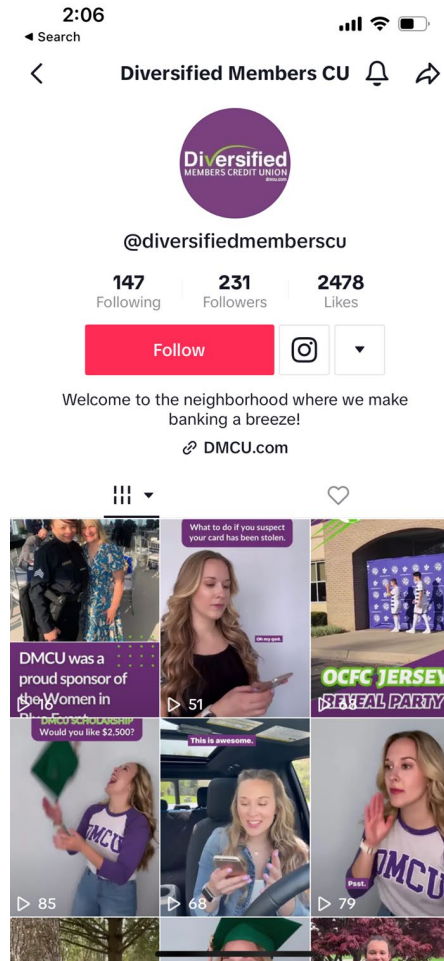 2:06
Search
Diversified Members CU
Diversified
MEMBERS CREDIT UNION
@diversifiedmemberscu
147
231
2478
Following
Followers
Likes
Follow
Welcome to the neighborhood where we make
banking a breeze!
DMCU.com
DMCU was a
proud sponsor of
the Women in
16
What to do if you suspect
your card has been stolen.
Oh my gosh.
51
OCFC JERSEY
REVEAL PARTY
DMCU SCHOLARSHIP
Would you like $2,500?
DMCU
85
This is awesome.
68
DMCU
Psst.
79